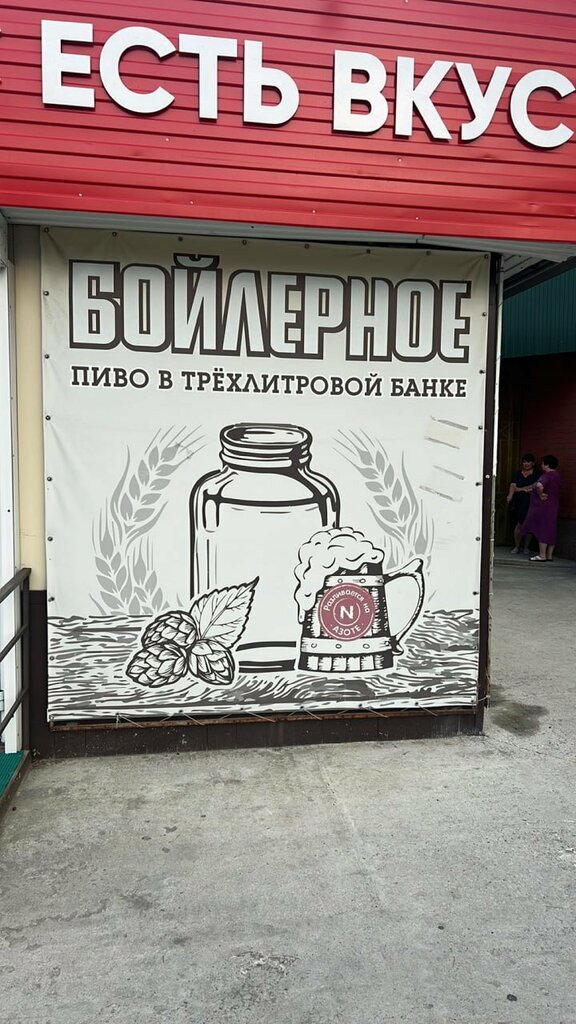 ЕСТЬ ВКУС
БОЙЛЕРНОЕ
ПИВО В ТРЁХЛИТРОВОЙ БАНКЕ
Разливается на
N
АЗОТЕ